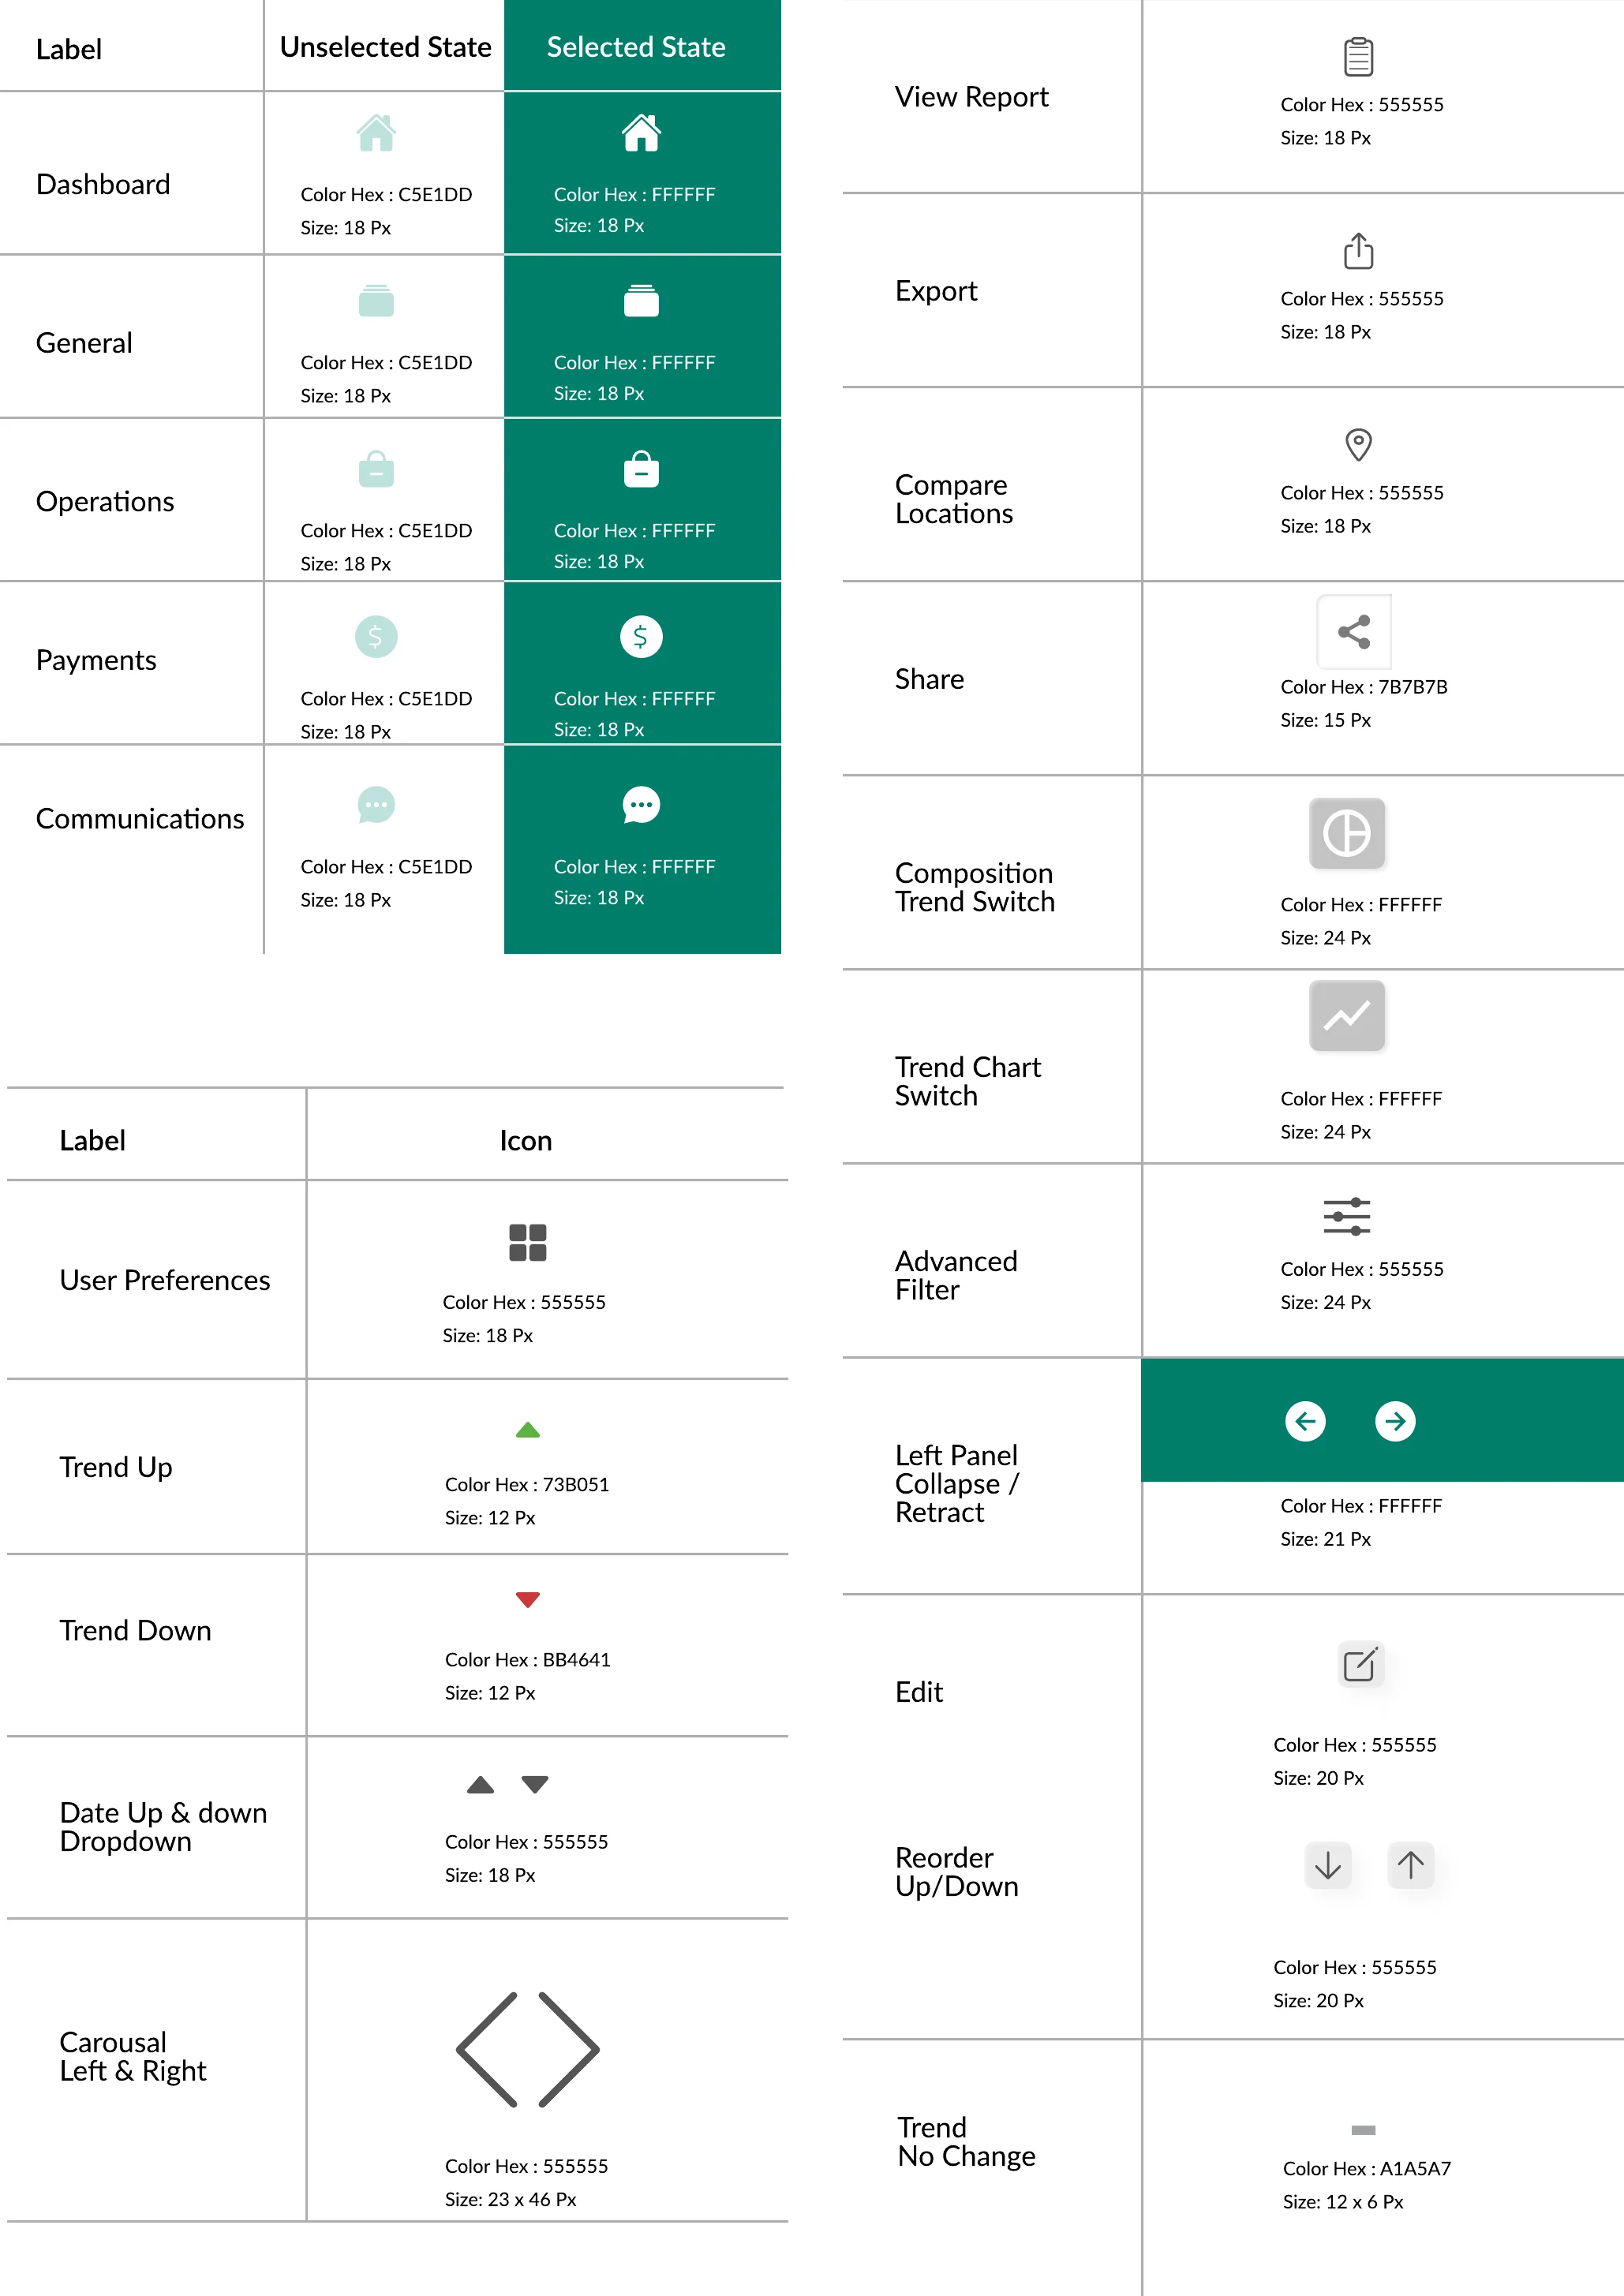 Label
Unselected State
Selected State
Dashboard
Color Hex : C5E1DD
Size: 18 Px
Color Hex : FFFFFF
Size: 18 Px
General
Color Hex : C5E1DD
Size: 18 Px
Color Hex : FFFFFF
Size: 18 Px
Operations
Color Hex : C5E1DD
Size: 18 Px
Color Hex : FFFFFF
Size: 18 Px
Payments
$
$
Color Hex : C5E1DD
Size: 18 Px
Color Hex : FFFFFF
Size: 18 Px
Communications
Color Hex : C5E1DD
Size: 18 Px
Color Hex : FFFFFF
Size: 18 Px
Label
Icon
User Preferences
Color Hex : 555555
Size: 18 Px
Trend Up
Color Hex : 73B051
Size: 12 Px
Trend Down
Color Hex : BB4641
Size: 12 Px
Date Up & down
Dropdown
Color Hex : 555555
Size: 18 Px
Carousal
Left & Right
Color Hex : 555555
Size: 23 x 46 Px
View Report
Color Hex : 555555
Size: 18 Px
Export
Color Hex : 555555
Size: 18 Px
Compare
Locations
Color Hex : 555555
Size: 18 Px
Share
Color Hex : 7B7B7B
Size: 15 Px
Composition
Trend Switch
Color Hex : FFFFFF
Size: 24 Px
Trend Chart
Switch
Color Hex : FFFFFF
Size: 24 Px
Advanced
Filter
Color Hex : 555555
Size: 24 Px
Left Panel
Collapse /
Retract
Color Hex : FFFFFF
Size: 21 Px
Edit
Color Hex : 555555
Size: 20 Px
Reorder
Up/Down
Color Hex : 555555
Size: 20 Px
Trend
No Change
Color Hex : A1A5A7
Size: 12 x 6 Px